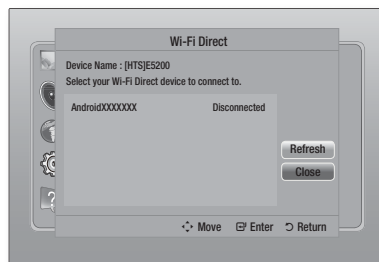 Wi-Fi Direct
Device Name : [HTS]E5200
Select your Wi-Fi Direct device to connect to.
AndroidXXXXXXX Disconnected
Refresh
Close
Move Enter Return